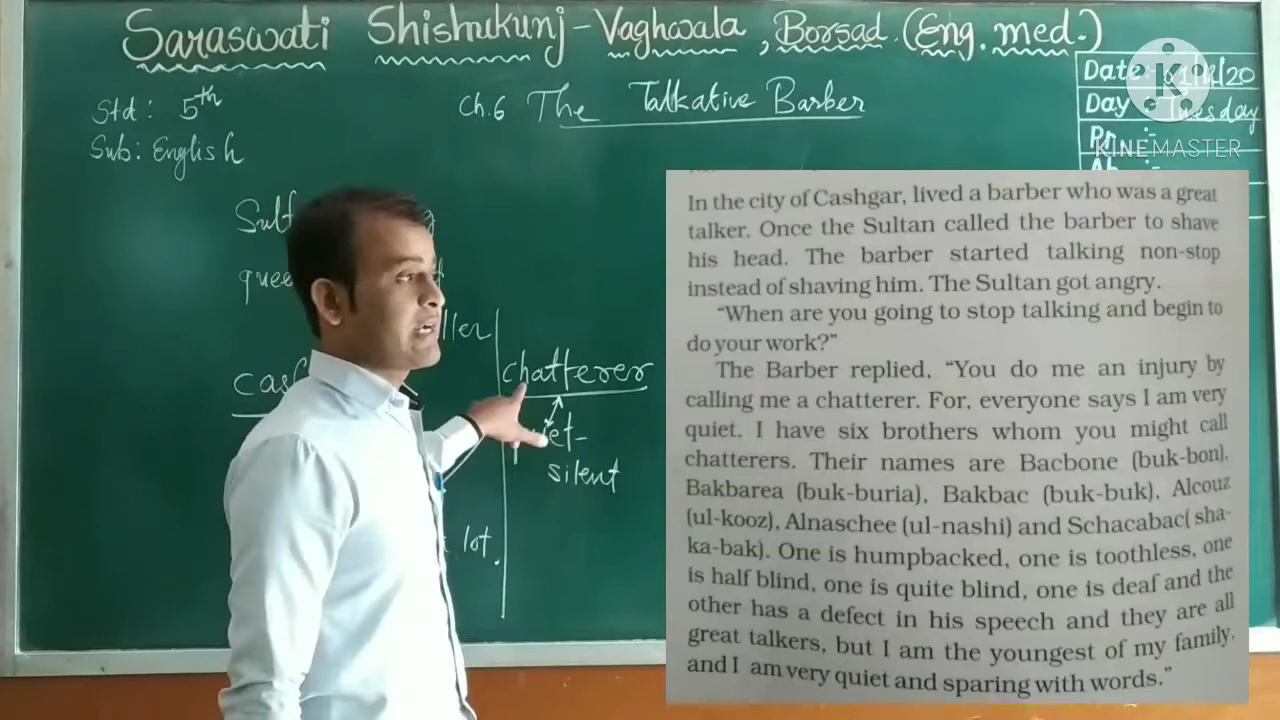 Saraswati Shishukunj-Vaghwala, Borsad. (Eng. med.)
Date:- /20
Day :- Tuesday
Pr. :-
Ab. :-
Std: 5th
Sub: English
Ch.6 The Talkative Barber
chatterer
silent
lot.
K
KINEMASTER
In the city of Cashgar, lived a barber who was a great
talker. Once the Sultan called the barber to shave
his head. The barber started talking non-stop
instead of shaving him. The Sultan got angry.
"When are you going to stop talking and begin to
do your work?"
The Barber replied, "You do me an injury by
calling me a chatterer. For, everyone says I am very
quiet. I have six brothers whom you might call
chatterers. Their names are Bacbone (buk-bon),
Bakbarea (buk-buria), Bakbac (buk-buk), Alcouz
(ul-kooz), Alnaschee (ul-nashi) and Schacabac( sha-
ka-bak). One is humpbacked, one is toothless, one
is half blind, one is quite blind, one is deaf and the
other has a defect in his speech and they are all
great talkers, but I am the youngest of my family,
and I am very quiet and sparing with words."